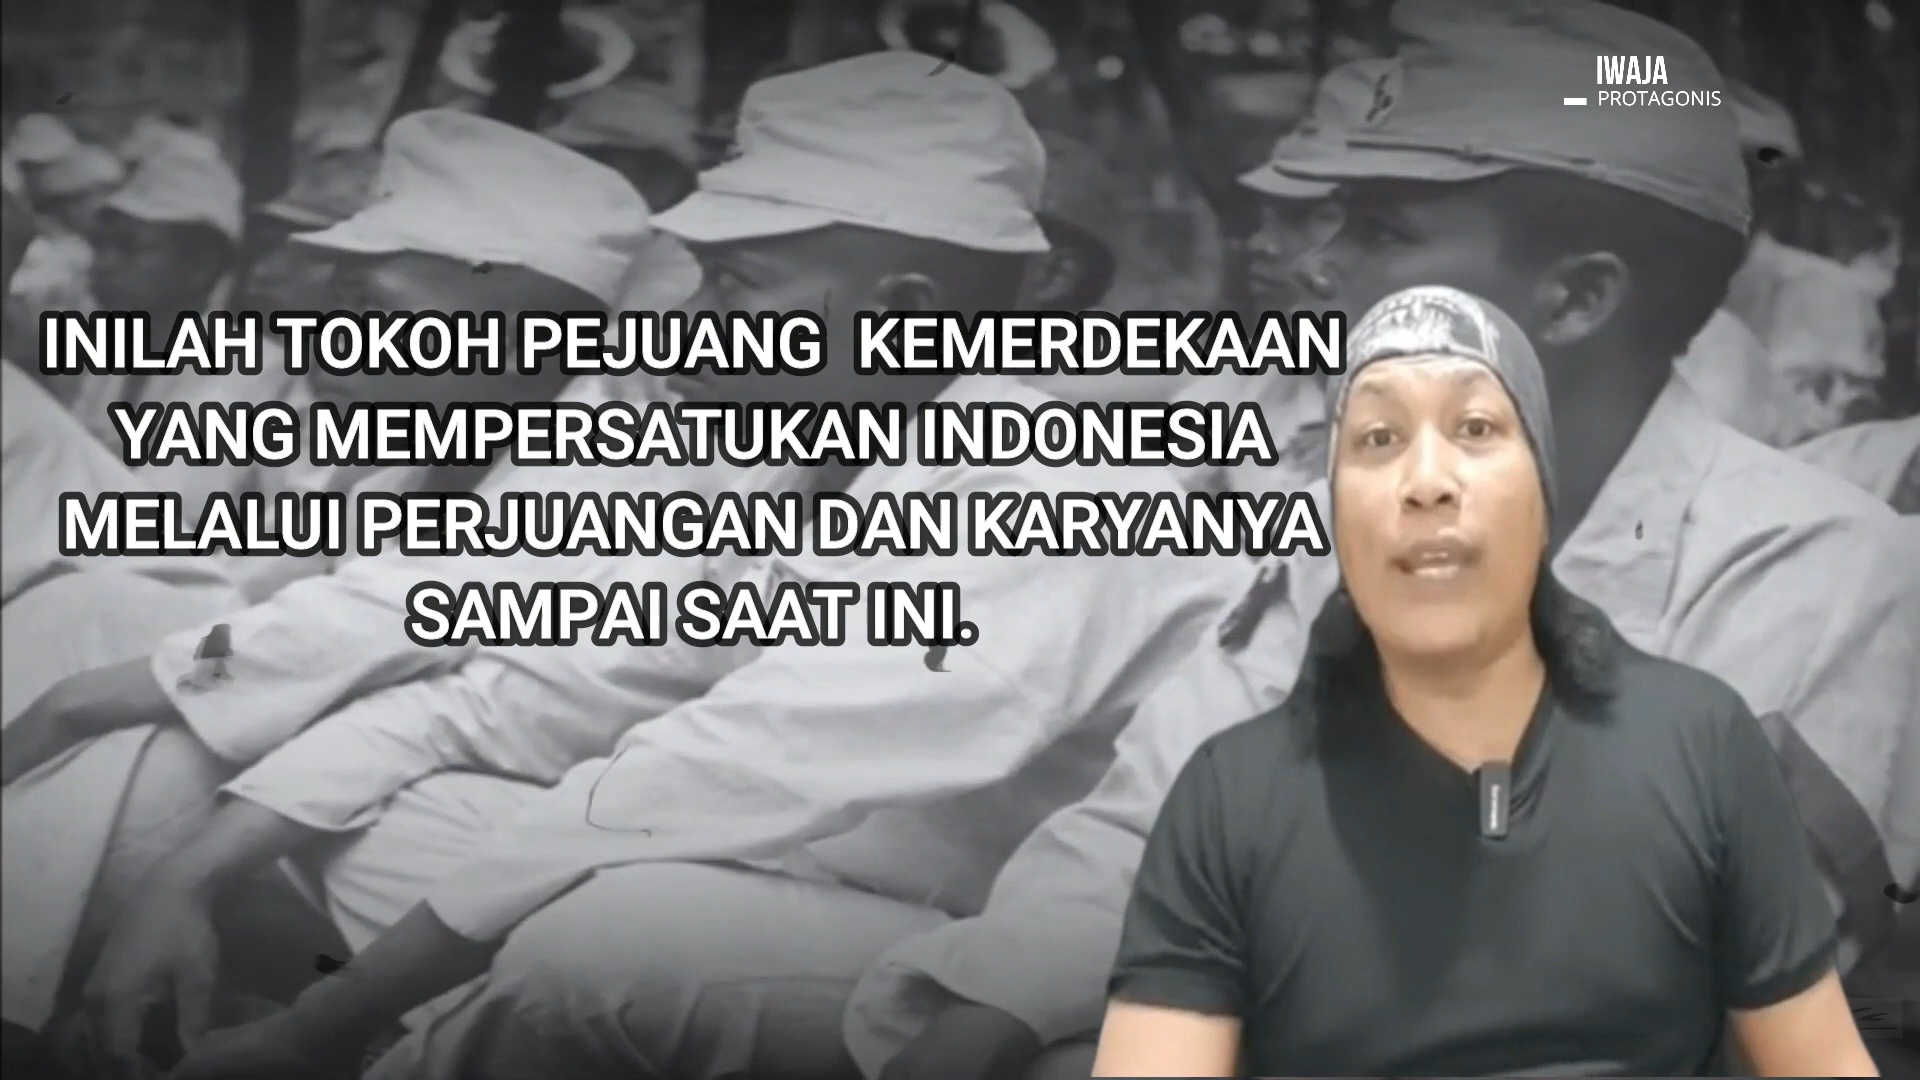 IWAJA
PROTAGONIS
INILAH TOKOH PEJUANG KEMERDEKAAN
YANG MEMPERSATUKAN INDONESIA
MELALUI PERJUANGAN DAN KARYANYA
SAMPAI SAAT INI.